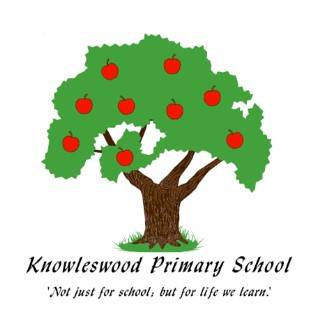 Knowleswood Primary School
'Not just for school; but for life we learn.'